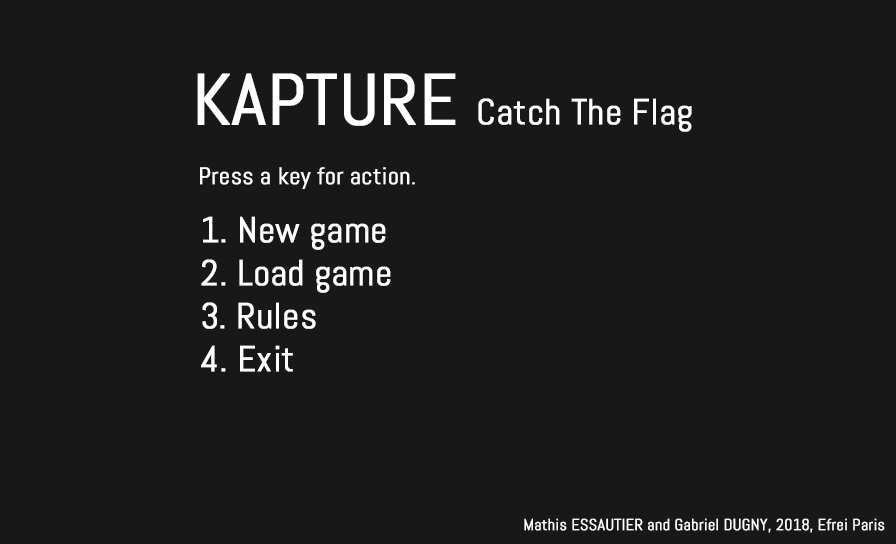 KAPTURE Catch The Flag
Press a key for action.
1. New game
2. Load game
3. Rules
4. Exit
Mathis ESSAUTIER and Gabriel DUGNY, 2018, Efrei Paris